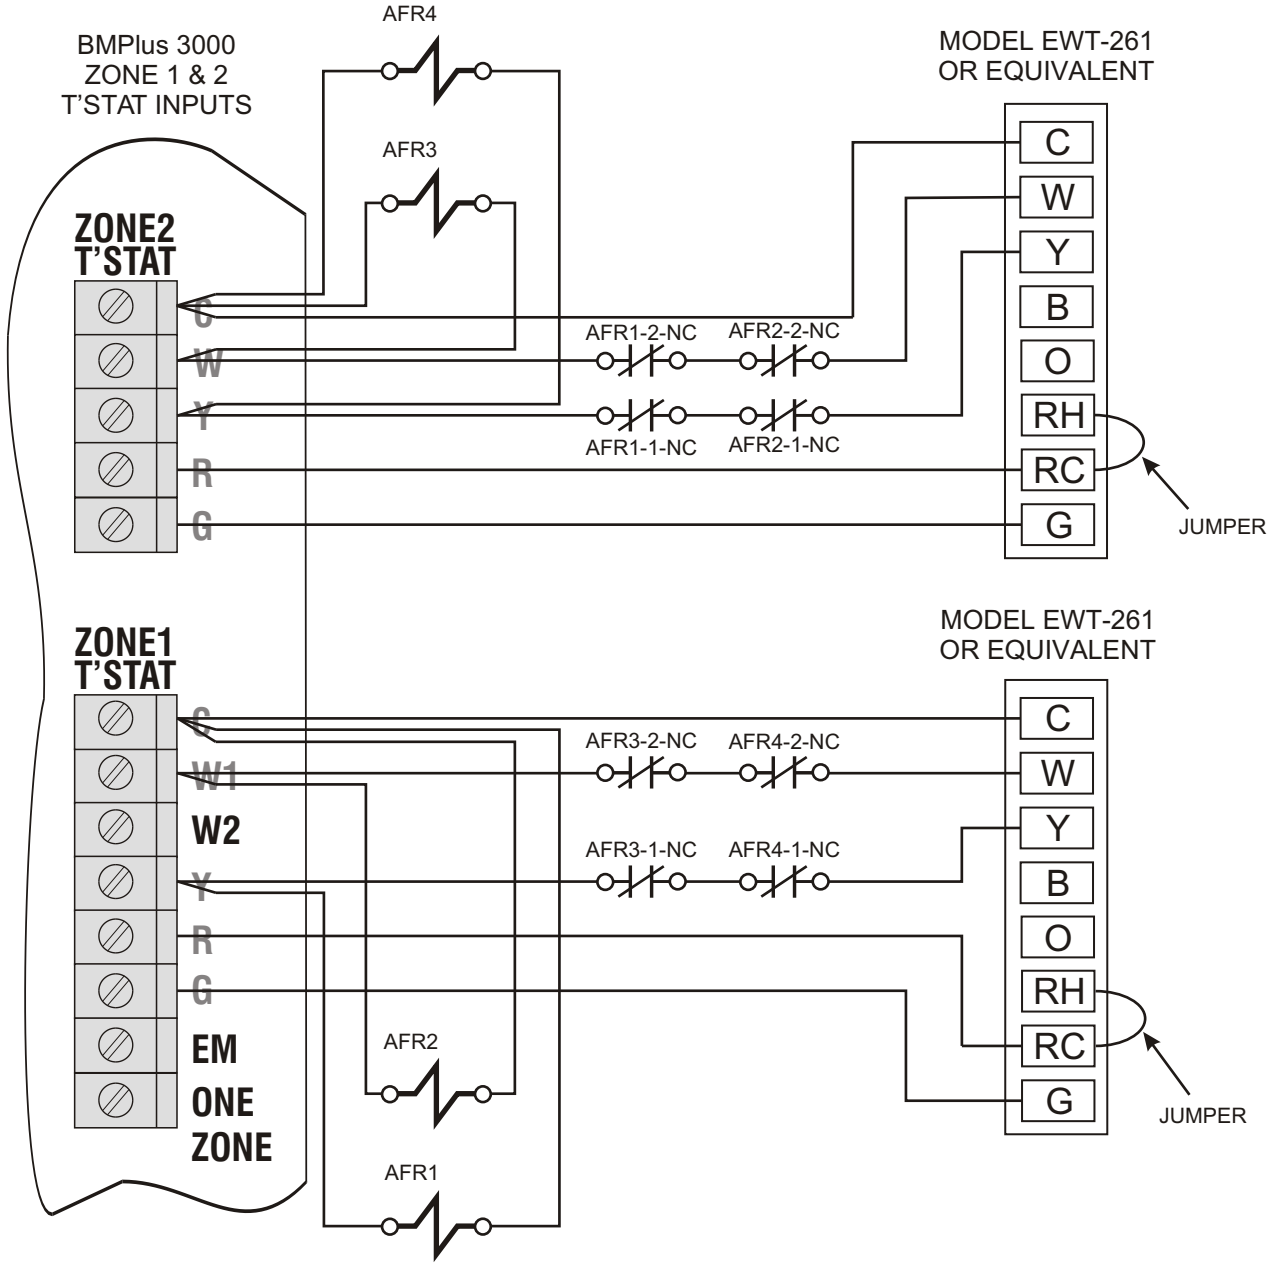 AFR4
BMPlus 3000
ZONE 1 & 2
T'STAT INPUTS
MODEL EWT-261
OR EQUIVALENT
AFR3
ZONE2
T'STAT
C
W
Y
R
G
AFR1-2-NC
AFR2-2-NC
AFR1-1-NC
AFR2-1-NC
C
W
Y
B
O
RH
RC
G
JUMPER
ZONE1
T'STAT
C
W1
W2
Y
R
G
EM
ONE
ZONE
AFR3-2-NC
AFR4-2-NC
AFR3-1-NC
AFR4-1-NC
AFR2
AFR1
MODEL EWT-261
OR EQUIVALENT
C
W
Y
B
O
RH
RC
G
JUMPER